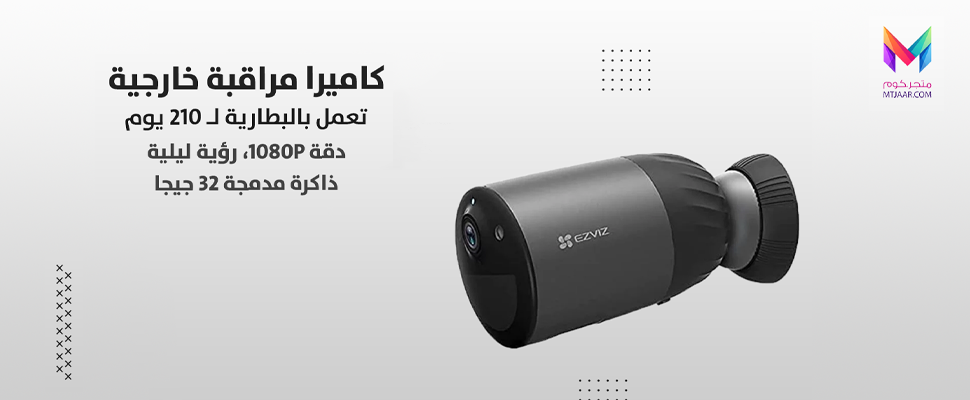 كاميرا مراقبة خارجية
تعمل بالبطارية لـ 210 يوم
دقة 1080P، رؤية ليلية
ذاكرة مدمجة 32 جيجا
متجر.كوم
MTJAAR.COM
EZVIZ